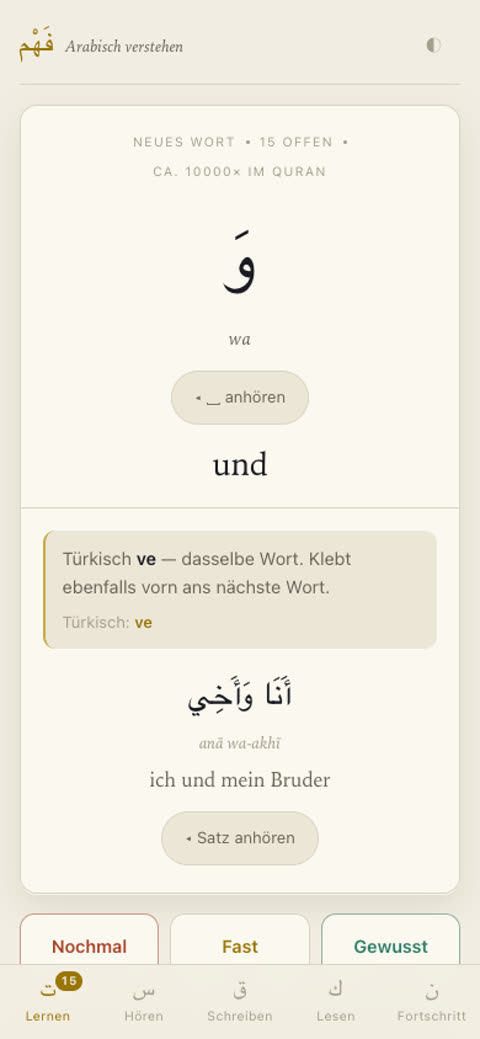 فَهْم Arabisch verstehen
NEUES WORT • 15 OFFEN •
CA. 10000× IM QURAN
وَ
wa
anhören
und
Türkisch ve — dasselbe Wort. Klebt
ebenfalls vorn ans nächste Wort.
Türkisch: ve
أَنَا وَأَخِي
anā wa-akhī
ich und mein Bruder
Satz anhören
Nochmal Fast Gewusst
ت 15 س ق ك ن
Lernen Hören Schreiben Lesen Fortschritt